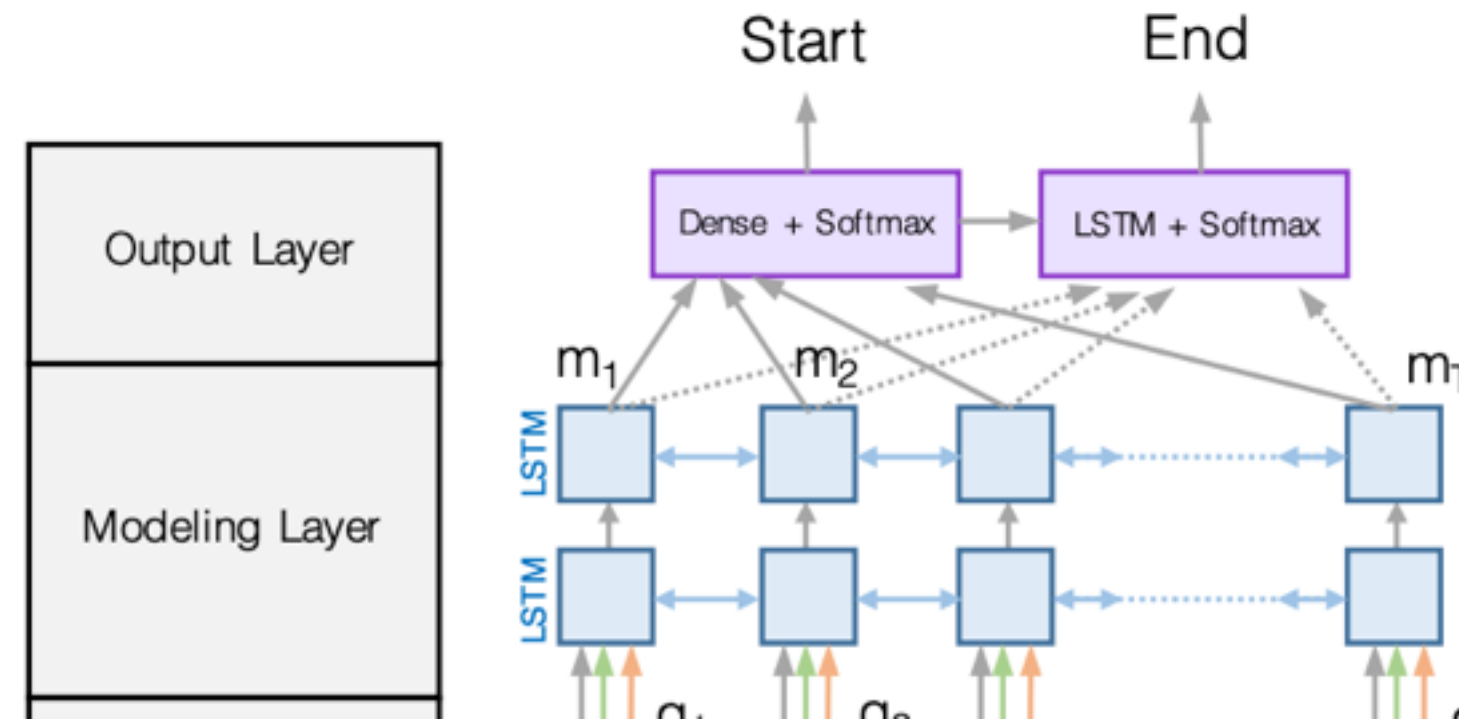 Start
End
Output Layer
Dense + Softmax
LSTM + Softmax
m₁
m₂
Modeling Layer
LSTM
LSTM